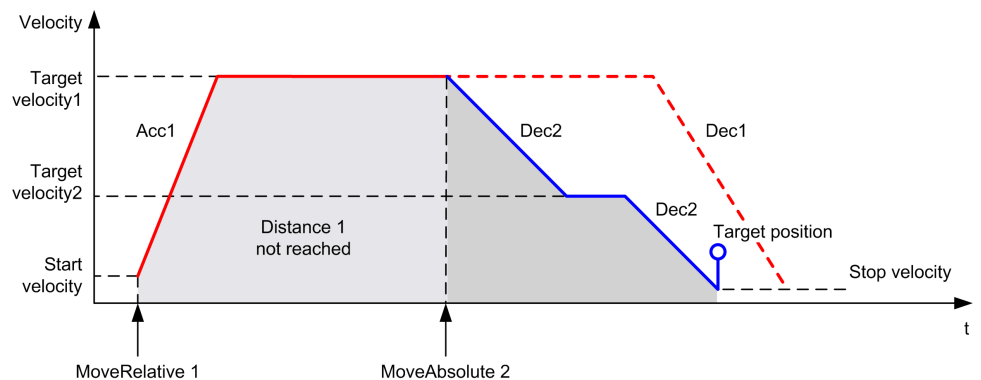 Velocity
Target
velocity1
Acc1
Dec2
Dec1
Target
velocity2
Dec2
Distance 1
not reached
Target position
Start
velocity
Stop velocity
t
MoveRelative 1
MoveAbsolute 2